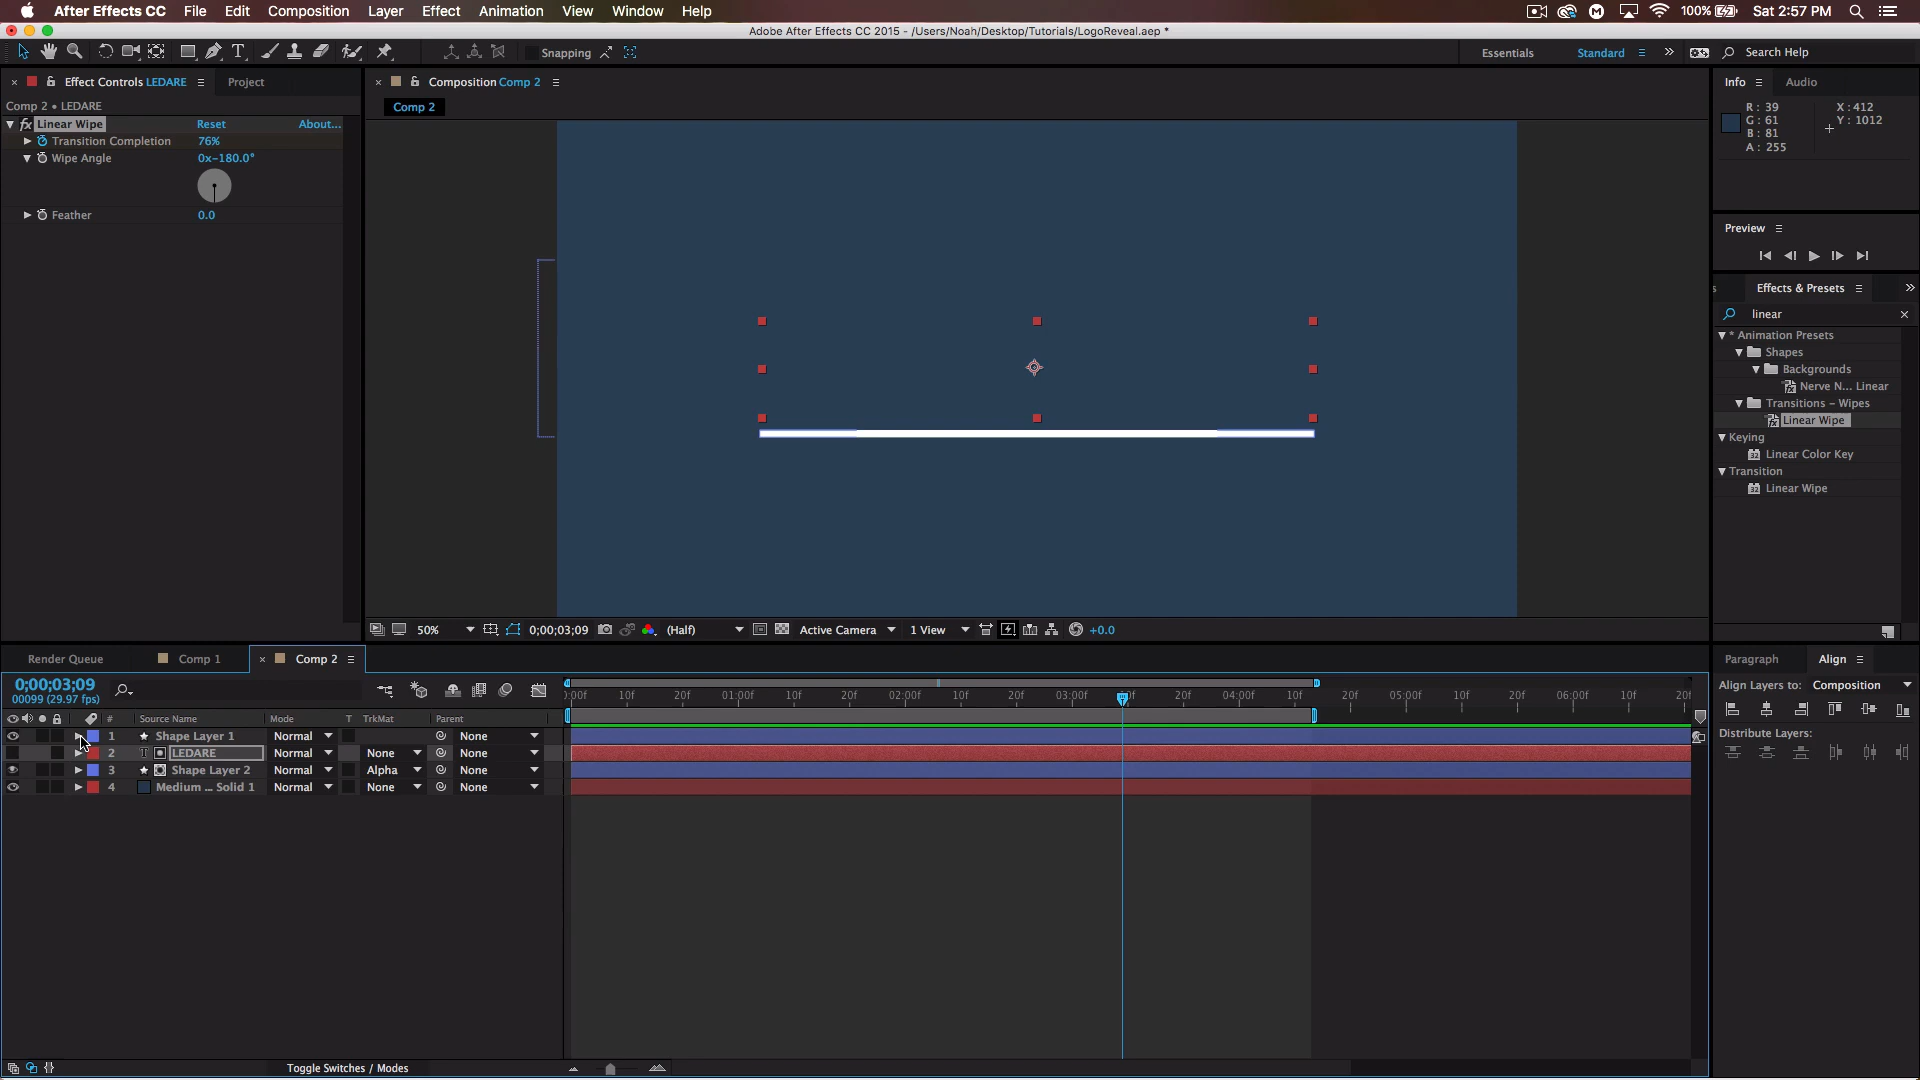 After Effects CC File Edit Composition Layer Effect Animation View Window Help 100% Sat 2:57 PM
Adobe After Effects CC 2015 - /Users/Noah/Desktop/Tutorials/LogoReveal.aep *
Snapping Essentials Standard Search Help
Effect Controls LEDARE Project
Composition Comp 2
Info Audio
Comp 2 • LEDARE
Comp 2
fx Linear Wipe Reset About...
Transition Completion 76%
Wipe Angle 0x-180.0°
Feather 0.0
R: 39
G: 61
B: 81
A: 255
X: 412
Y: 1012
Preview
Effects & Presets
linear
* Animation Presets
Shapes
Backgrounds
Nerve N... Linear
Transitions – Wipes
Linear Wipe
Keying
Linear Color Key
Transition
Linear Wipe
50% 0;00;03;09 (Half) Active Camera 1 View +0.0
Render Queue Comp 1 Comp 2
Paragraph Align
0;00;03;09
00099 (29.97 fps)
10f 20f 01:00f 10f 20f 02:00f 10f 20f 03:00f 20f 04:00f 10f 20f 05:00f 10f 20f 06:00f 10f
Align Layers to: Composition
Distribute Layers:
# Source Name Mode T TrkMat Parent
1 Shape Layer 1 Normal None
2 T LEDARE Normal None None
3 Shape Layer 2 Normal Alpha None
4 Medium ... Solid 1 Normal None None
Toggle Switches / Modes